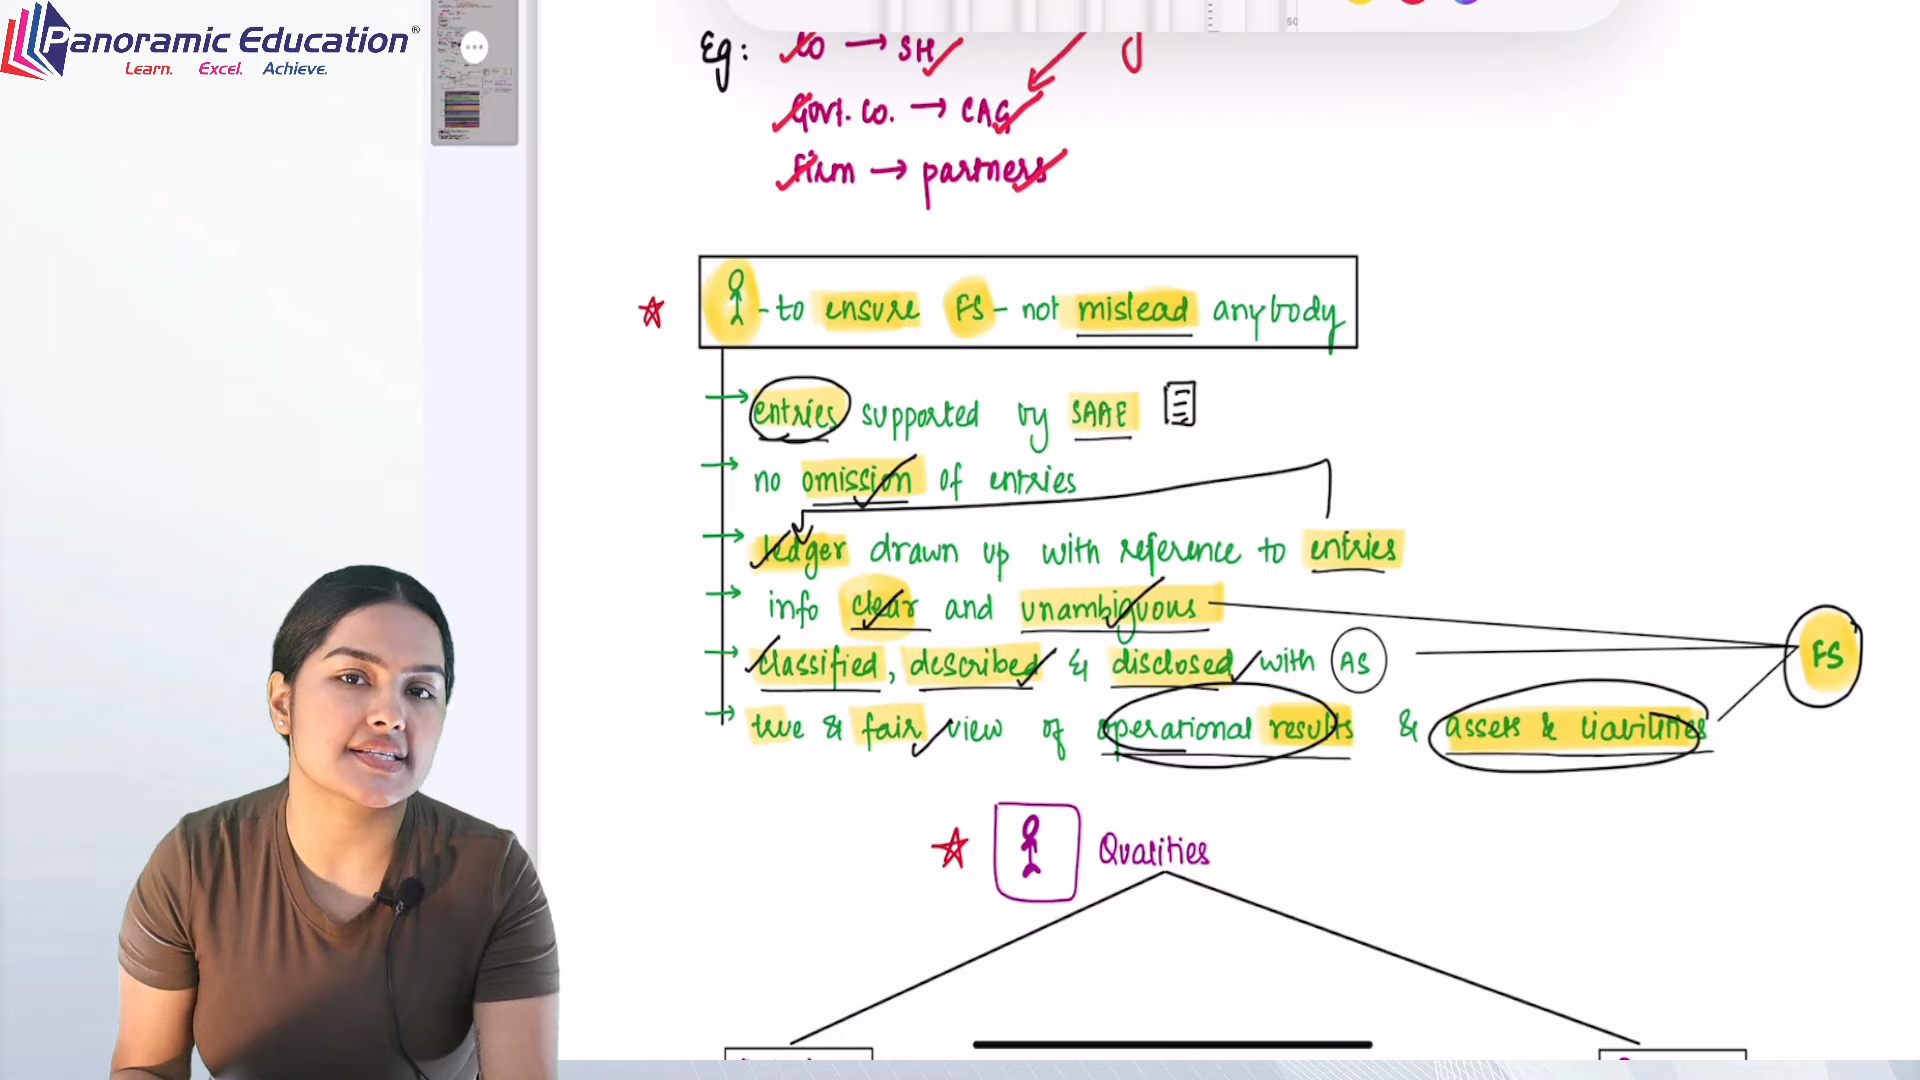 Panoramic Education®
Learn. Excel. Achieve.
50
Eg: Co → SH
Govt. Co. → CAG
Firm → partners
- to ensure FS - not mislead anybody
→ entries supported by SAAE
→ no omission of entries
→ ledger drawn up with reference to entries
→ info clear and unambiguous
→ classified, described & disclosed with AS
FS
→ true & fair view of operational results & assets & liabilities
Qualities